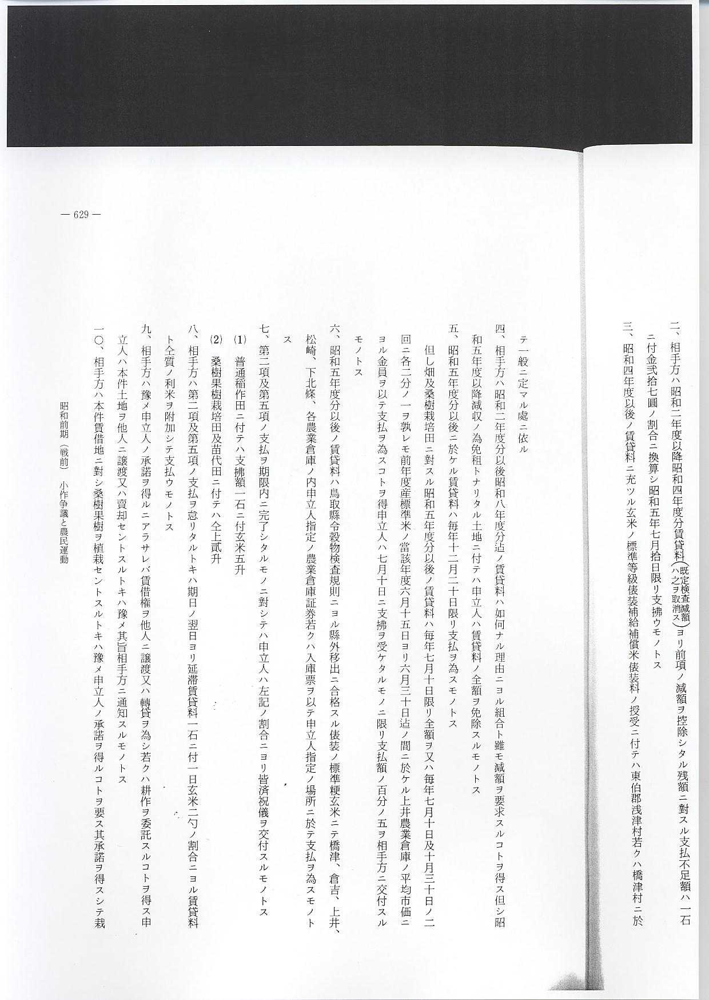 二、相手方ハ昭和二年度以降昭和四年度分賃貸料(既定検査減額ハ之ヲ取消ス)ヨリ前項ノ減額ヲ控除シタル残額ニ對スル支払不足額ハ一石
ニ付金弐拾七圓ノ割合ニ換算シ昭和五年七月拾日限リ支拂ウモノトス
三、昭和四年度以後ノ賃貸料ニ充ツル玄米ノ標準等級俵装補給補償米俵装料ノ授受ニ付テハ東伯郡浅津村若クハ橋津村ニ於
テ一般ニ定マル處ニ依ル
四、相手方ハ昭和二年度分以後昭和八年度分迠ノ賃貸料ハ如何ナル理由ニヨル組合ト雖モ減額ヲ要求スルコトヲ得ス但シ昭
和五年度以降減収ノ為免租トナリタル土地ニ付テハ申立人ハ賃貸料ノ全額ヲ免除スルモノトス
五、昭和五年度分以後ニ於ケル賃貸料ハ毎年十二月二十日限リ支払ヲ為スモノトス
但し畑及桑樹栽培田ニ對スル昭和五年度分以後ノ賃貸料ハ毎年七月十日限リ全額ヲ又ハ毎年七月十日及十月三十日ノ二
回ニ各二分ノ一ヲ孰レモ前年度産標準米ノ當該年度六月十五日ヨリ六月三十日迠ノ間ニ於ケル上井農業倉庫ノ平均市価ニ
ヨル金員ヲ以テ支払ヲ為スコトヲ得申立人ハ七月十日ニ支拂ヲ受ケタルモノニ限リ支払額ノ百分ノ五ヲ相手方ニ交付スル
モノトス
六、昭和五年度分以後ノ賃貸料ハ鳥取縣令穀物検査規則ニヨル縣外移出ニ合格スル俵装ノ標準粳玄米ニテ橋津、倉吉、上井、
松崎、下北條、各農業倉庫ノ内申立人指定ノ農業倉庫証券若クハ入庫票ヲ以テ申立人指定ノ場所ニ於テ支払ヲ為スモノト
ス
七、第二項及第五項ノ支払ヲ期限内ニ完了シタルモノニ對シテハ申立人ハ左記ノ割合ニヨリ皆済祝儀ヲ交付スルモノトス
(1) 普通稲作田ニ付テハ支拂額一石ニ付玄米五升
(2) 桑樹果樹栽培田及苗代田ニ付テハ仝上貳升
八、相手方ハ第二項及第五項ノ支払ヲ怠リタルトキハ期日ノ翌日ヨリ延滞賃貸料一石ニ付一日玄米二勺ノ割合ニヨル賃貸料
ト仝質ノ利米ヲ附加シテ支払ウモノトス
九、相手方ハ豫メ申立人ノ承諾ヲ得ルニアラサレバ賃借権ヲ他人ニ譲渡又ハ轉貸ヲ為シ若クハ耕作ヲ委託スルコトヲ得ス申
立人ハ本件土地ヲ他人ニ譲渡又ハ賣却セントスルトキハ豫メ其旨相手方ニ通知スルモノトス
一〇、相手方ハ本件賃借地ニ對シ桑樹果樹ヲ植栽セントスルトキハ豫メ申立人ノ承諾ヲ得ルコトヲ要ス其承諾ヲ得スシテ栽
昭和前期（戦前） 小作争議と農民運動
― 629 ―